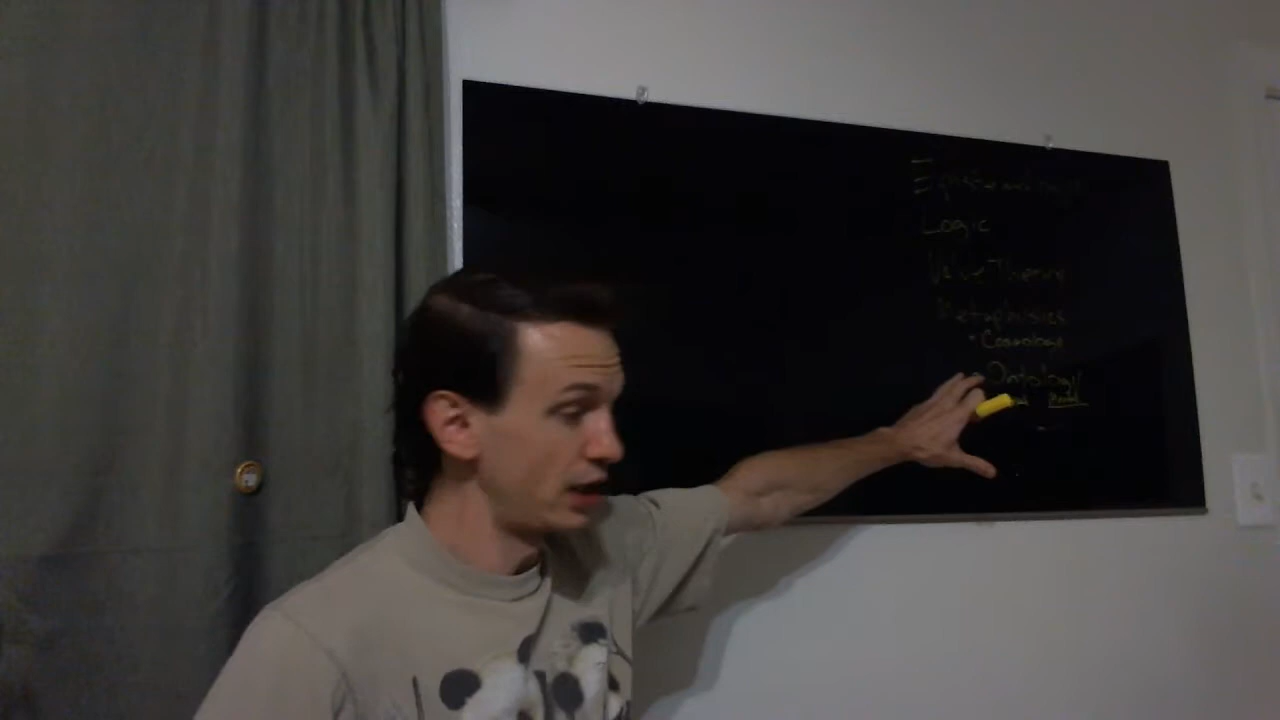 Epistemology
Logic
Value Theory
Metaphysics
• Cosmology
• Ontology